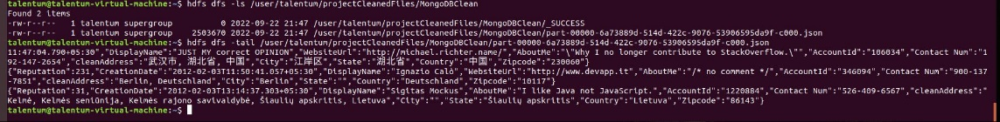 talentum@talentum-virtual-machine:~$ hdfs dfs -ls /user/talentum/projectCleanedFiles/MongoDBClean
Found 2 items
-rw-r--r--   1 talentum supergroup          0 2022-09-22 21:47 /user/talentum/projectCleanedFiles/MongoDBClean/_SUCCESS
-rw-r--r--   1 talentum supergroup    2503670 2022-09-22 21:47 /user/talentum/projectCleanedFiles/MongoDBClean/part-00000-6a73889d-514d-422c-9076-53906595da9f-c000.json
talentum@talentum-virtual-machine:~$ hdfs dfs -tail /user/talentum/projectCleanedFiles/MongoDBClean/part-00000-6a73889d-514d-422c-9076-53906595da9f-c000.json
11:47:04.790+05:30","DisplayName":"JUST MY correct OPINION","WebsiteUrl":"http://michael.richter.name/","AboutMe":"\"Why I no longer contribute to StackOverflow.\"","AccountId":"106034","Contact Num":"1
92-147-2654","cleanAddress":"武汉市, 湖北省, 中国","City":"江岸区","State":"湖北省","Country":"中国","Zipcode":"230060"}
{"Reputation":231,"CreationDate":"2012-02-03T11:50:41.057+05:30","DisplayName":"Ignazio Calò","WebsiteUrl":"http://www.devapp.it","AboutMe":"/* no comment */","AccountId":"346094","Contact Num":"900-137
-7851","cleanAddress":"Berlin, Deutschland","City":"Berlin","State":"","Country":"Deutschland","Zipcode":"10117"}
{"Reputation":31,"CreationDate":"2012-02-03T13:14:37.303+05:30","DisplayName":"Sigitas Mockus","AboutMe":"I like Java not JavaScript.","AccountId":"1220884","Contact Num":"526-409-6567","cleanAddress":"
Kelmė, Kelmės seniūnija, Kelmės rajono savivaldybė, Šiaulių apskritis, Lietuva","City":"","State":"Šiaulių apskritis","Country":"Lietuva","Zipcode":"86143"}
talentum@talentum-virtual-machine:~$